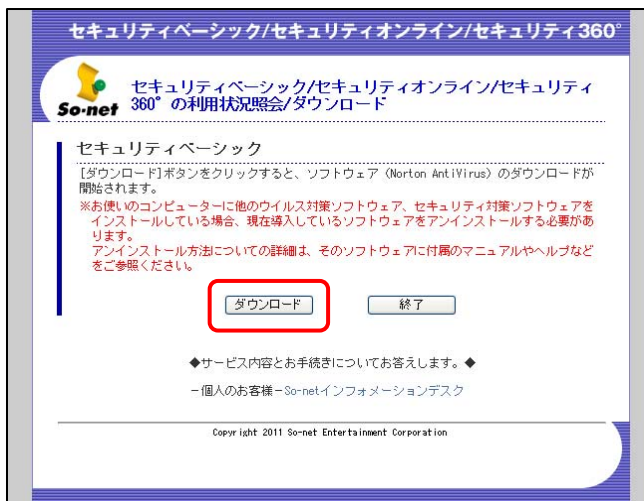 セキュリティベーシック/セキュリティオンライン/セキュリティ360°
So-net
セキュリティベーシック/セキュリティオンライン/セキュリティ
360°の利用状況照会/ダウンロード
セキュリティベーシック
[ダウンロード]ボタンをクリックすると、ソフトウェア(Norton AntiVirus)のダウンロードが
開始されます。
※お使いのコンピューターに他のウイルス対策ソフトウェア、セキュリティ対策ソフトウェアを
インストールしている場合、現在導入しているソフトウェアをアンインストールする必要があ
ります。
アンインストール方法についての詳細は、そのソフトウェアに付属のマニュアルやヘルプなど
をご参照ください。
ダウンロード 終了
◆サービス内容とお手続きについてお答えします。◆
-個人のお客様-So-netインフォメーションデスク
Copyright 2011 So-net Entertainment Corporation